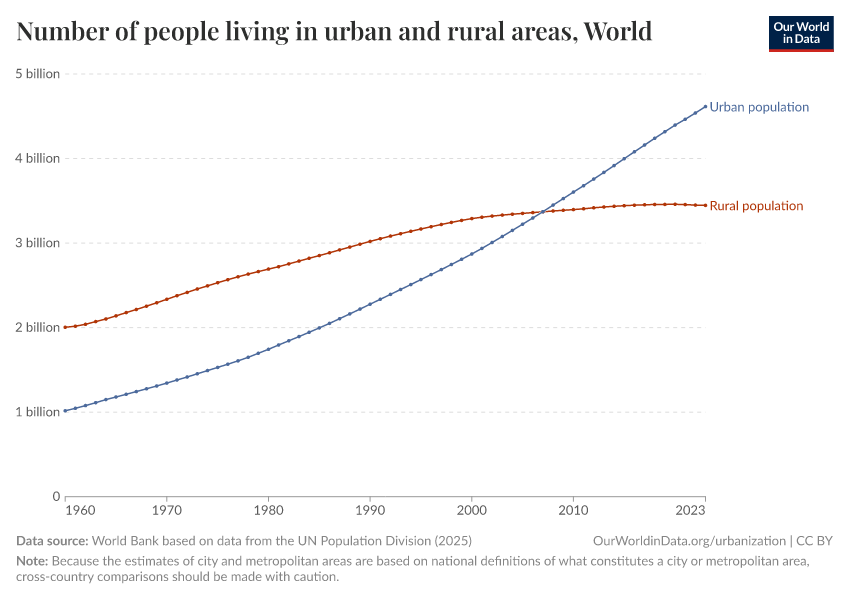 Number of people living in urban and rural areas, World
Our World
in Data
5 billion
4 billion
3 billion
2 billion
1 billion
0
Urban population
Rural population
1960 1970 1980 1990 2000 2010 2023
Data source: World Bank based on data from the UN Population Division (2025) OurWorldinData.org/urbanization | CC BY
Note: Because the estimates of city and metropolitan areas are based on national definitions of what constitutes a city or metropolitan area,
cross-country comparisons should be made with caution.